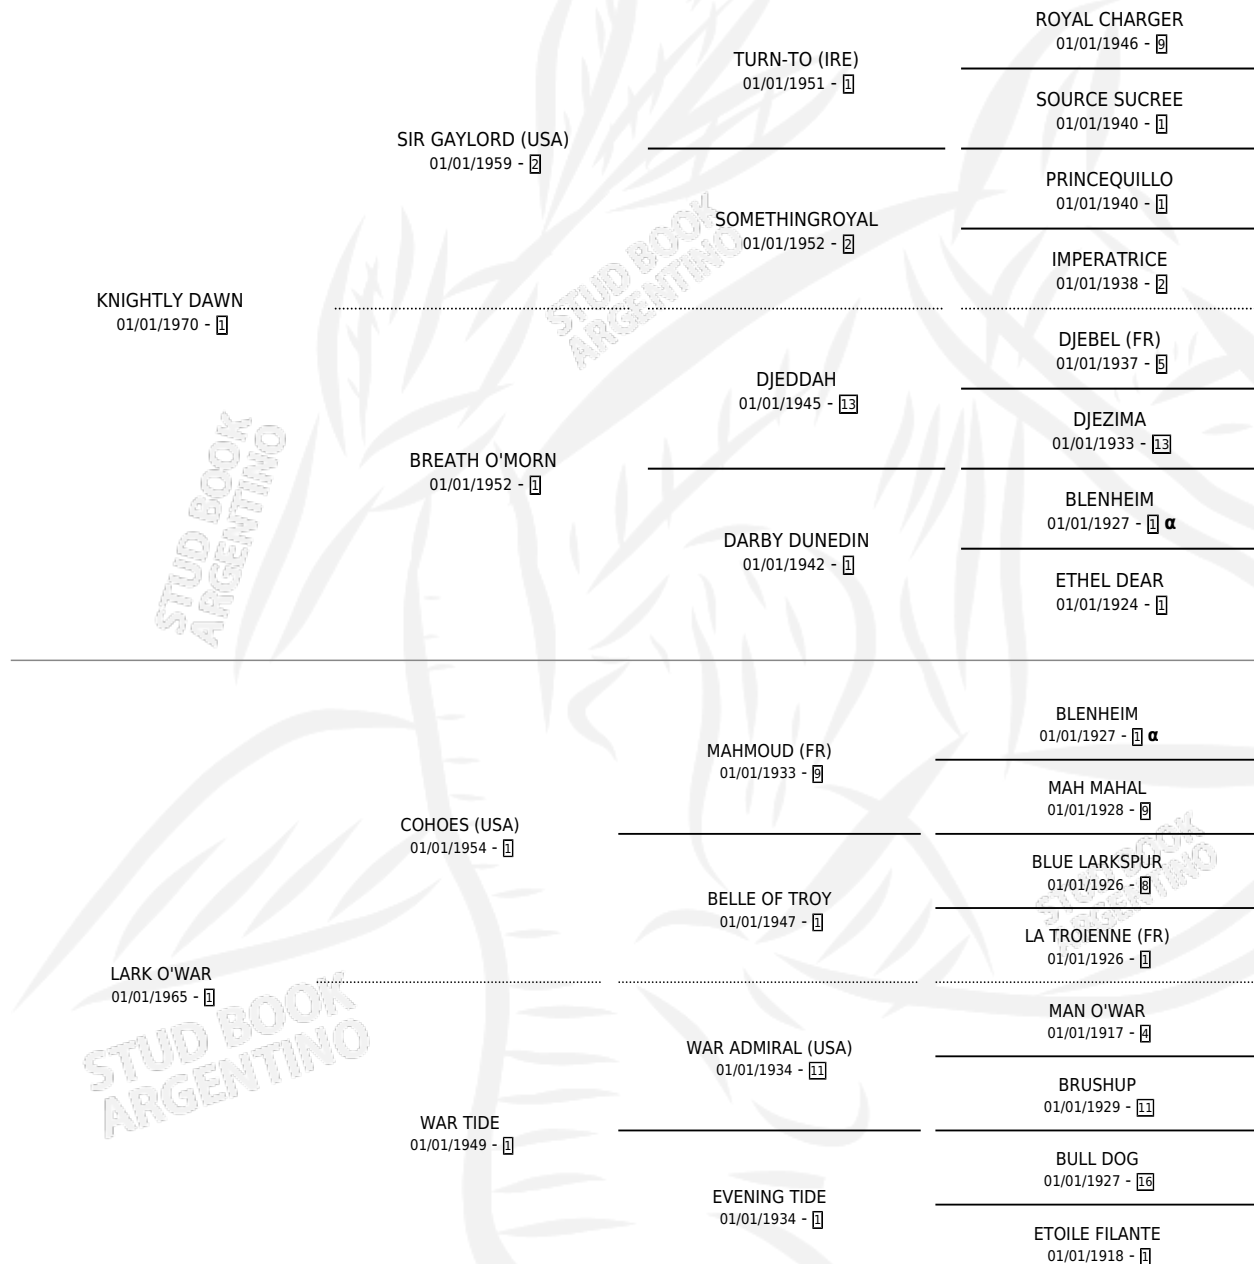 ROYAL CHARGER
01/01/1946 - 9
TURN-TO (IRE)
01/01/1951 - 1
SOURCE SUCREE
01/01/1940 - 1
SIR GAYLORD (USA)
01/01/1959 - 2
PRINCEQUILLO
01/01/1940 - 1
SOMETHINGROYAL
01/01/1952 - 2
IMPERATRICE
01/01/1938 - 2
STUD BOOK
ARGENTINO
KNIGHTLY DAWN
01/01/1970 - 1
DJEBEL (FR)
01/01/1937 - 5
DJEDDAH
01/01/1945 - 13
DJEZIMA
01/01/1933 - 13
BREATH O'MORN
01/01/1952 - 1
BLENHEIM
01/01/1927 - 1 α
DARBY DUNEDIN
01/01/1942 - 1
ETHEL DEAR
01/01/1924 - 1
STUD BOOK
ARGENTINO
BLENHEIM
01/01/1927 - 1 α
MAHMOUD (FR)
01/01/1933 - 9
MAH MAHAL
01/01/1928 - 9
COHOES (USA)
01/01/1954 - 1
BLUE LARKSPUR
01/01/1926 - 8
BELLE OF TROY
01/01/1947 - 1
LA TROIENNE (FR)
01/01/1926 - 1
STUD BOOK
ARGENTINO
LARK O'WAR
01/01/1965 - 1
MAN O'WAR
01/01/1917 - 4
WAR ADMIRAL (USA)
01/01/1934 - 11
BRUSHUP
01/01/1929 - 11
WAR TIDE
01/01/1949 - 1
BULL DOG
01/01/1927 - 16
EVENING TIDE
01/01/1934 - 1
ETOILE FILANTE
01/01/1918 - 1
STUD BOOK
ARGENTINO